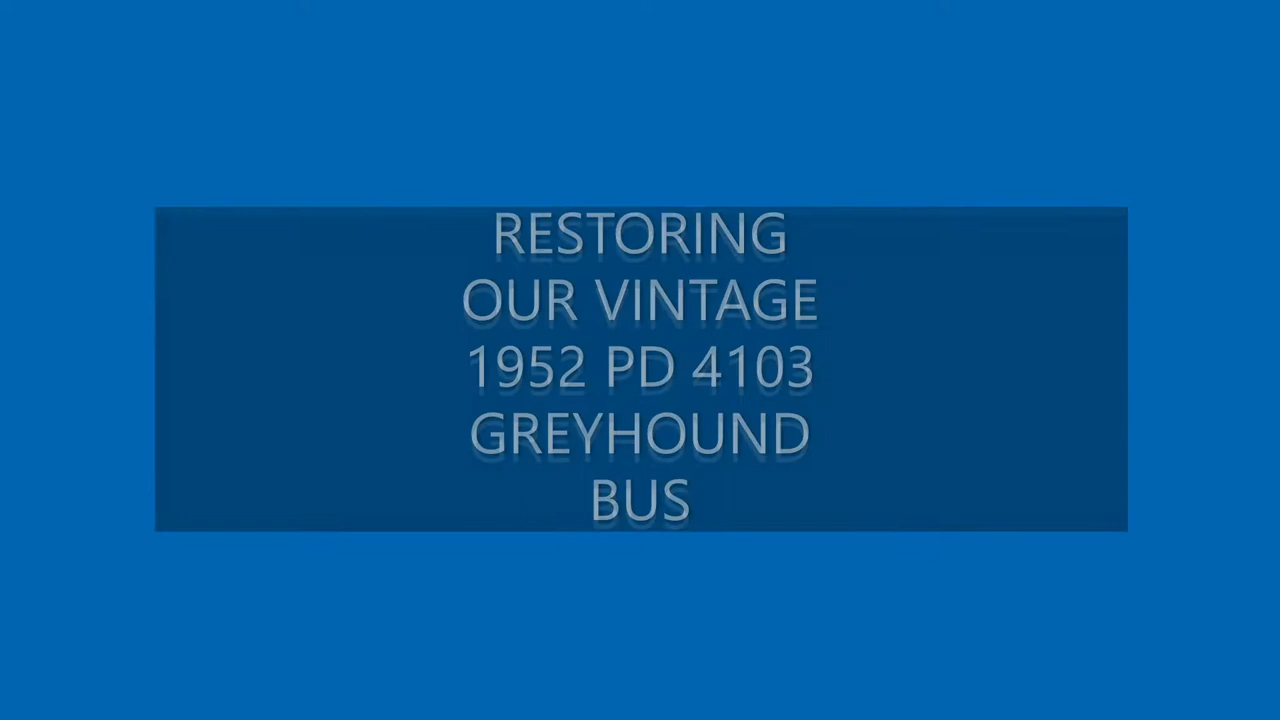 RESTORING
OUR VINTAGE
1952 PD 4103
GREYHOUND
BUS